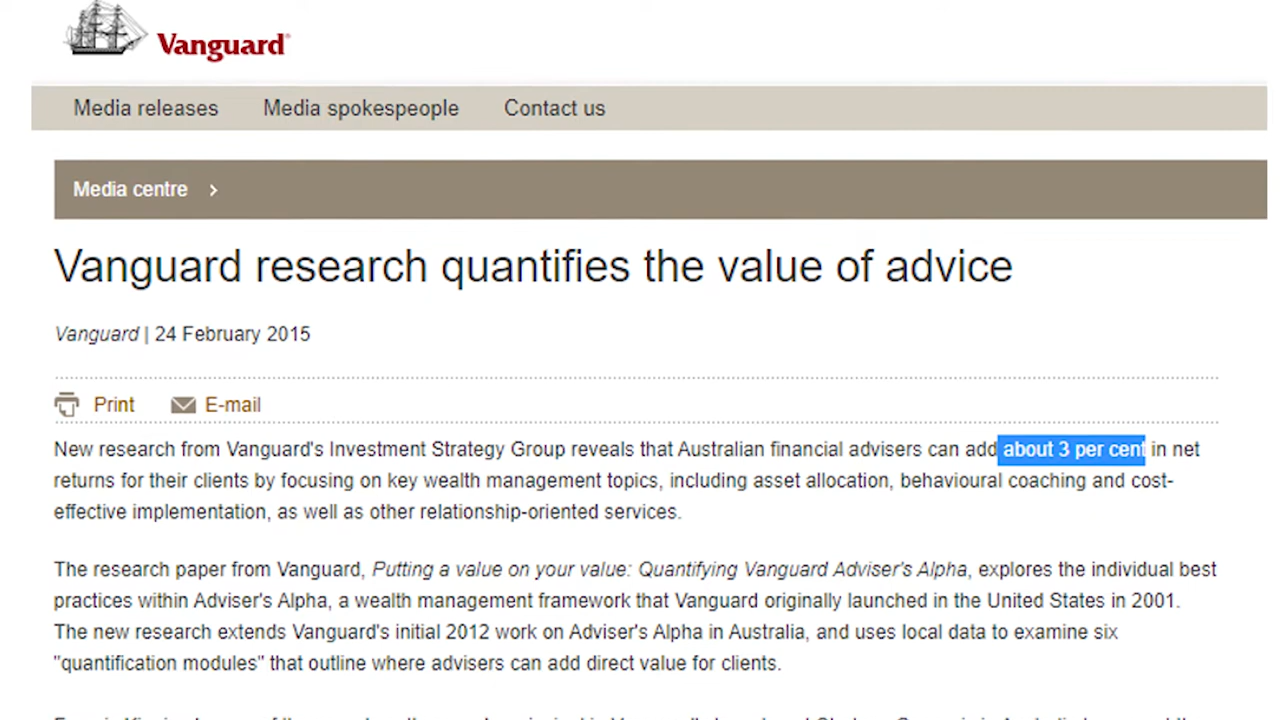 Vanguard®
Media releases Media spokespeople Contact us
Media centre >
Vanguard research quantifies the value of advice
Vanguard | 24 February 2015
Print E-mail
New research from Vanguard's Investment Strategy Group reveals that Australian financial advisers can add about 3 per cent in net
returns for their clients by focusing on key wealth management topics, including asset allocation, behavioural coaching and cost-
effective implementation, as well as other relationship-oriented services.
The research paper from Vanguard, Putting a value on your value: Quantifying Vanguard Adviser's Alpha, explores the individual best
practices within Adviser's Alpha, a wealth management framework that Vanguard originally launched in the United States in 2001.
The new research extends Vanguard's initial 2012 work on Adviser's Alpha in Australia, and uses local data to examine six
"quantification modules" that outline where advisers can add direct value for clients.